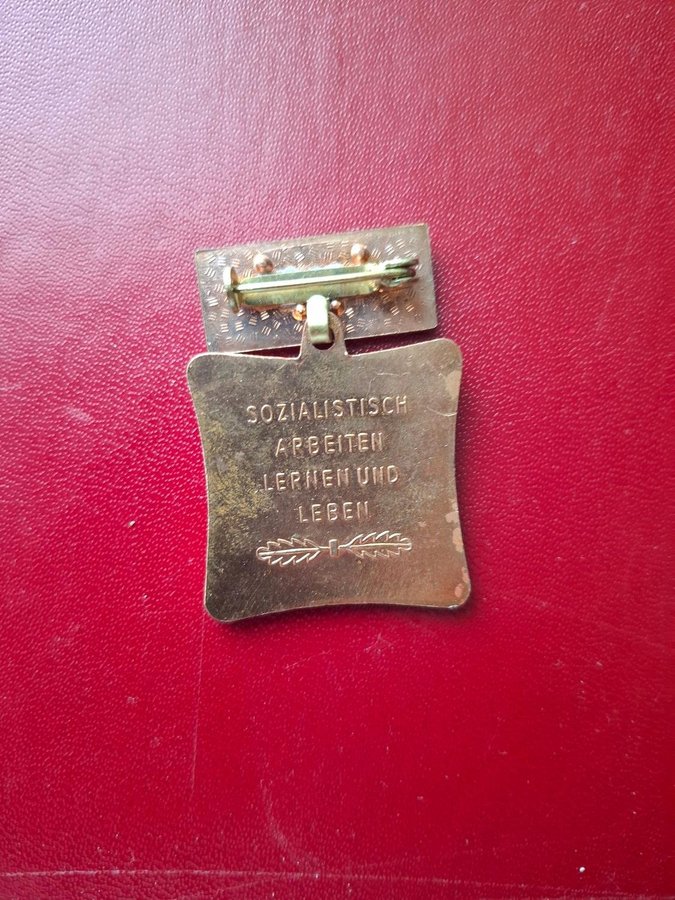 SOZIALISTISCH
ARBEITEN
LERNEN UND
LEBEN